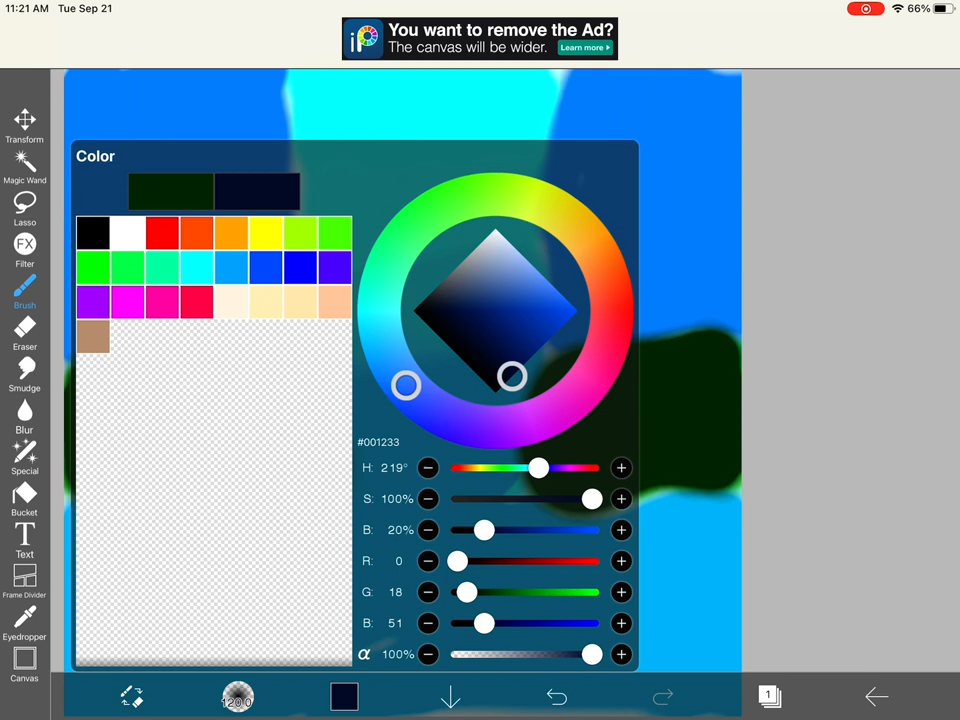 11:21 AM Tue Sep 21
66%
You want to remove the Ad?
The canvas will be wider.
Learn more
Transform
Magic Wand
Lasso
FX
Filter
Brush
Eraser
Smudge
Blur
Special
Bucket
T
Text
Frame Divider
Eyedropper
Canvas
Color
#001233
H: 219°
S: 100%
B: 20%
R: 0
G: 18
B: 51
α 100%
120.0
1